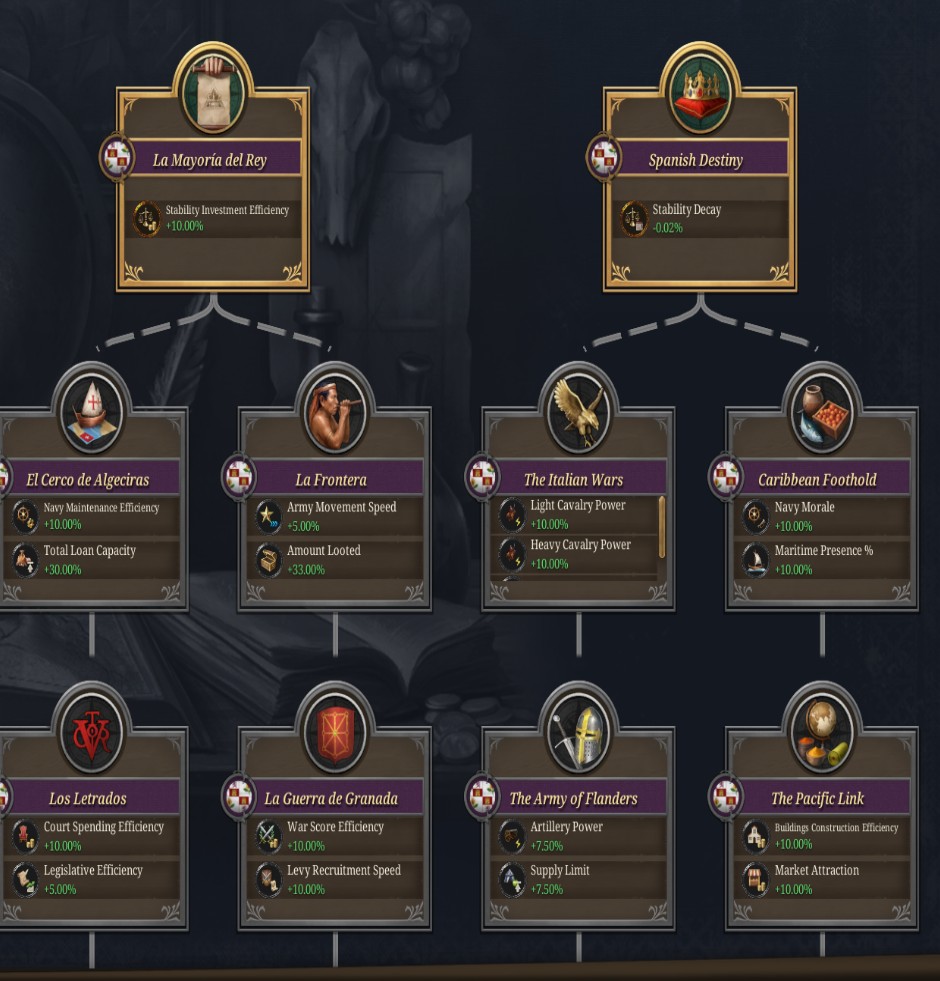 La Mayoría del Rey
Stability Investment Efficiency
+10.00%
Spanish Destiny
Stability Decay
-0.02%
El Cerco de Algeciras
Navy Maintenance Efficiency
+10.00%
Total Loan Capacity
+30.00%
La Frontera
Army Movement Speed
+5.00%
Amount Looted
+33.00%
The Italian Wars
Light Cavalry Power
+10.00%
Heavy Cavalry Power
+10.00%
Caribbean Foothold
Navy Morale
+10.00%
Maritime Presence %
+10.00%
Los Letrados
Court Spending Efficiency
+10.00%
Legislative Efficiency
+5.00%
La Guerra de Granada
War Score Efficiency
+10.00%
Levy Recruitment Speed
+10.00%
The Army of Flanders
Artillery Power
+7.50%
Supply Limit
+7.50%
The Pacific Link
Buildings Construction Efficiency
+10.00%
Market Attraction
+10.00%